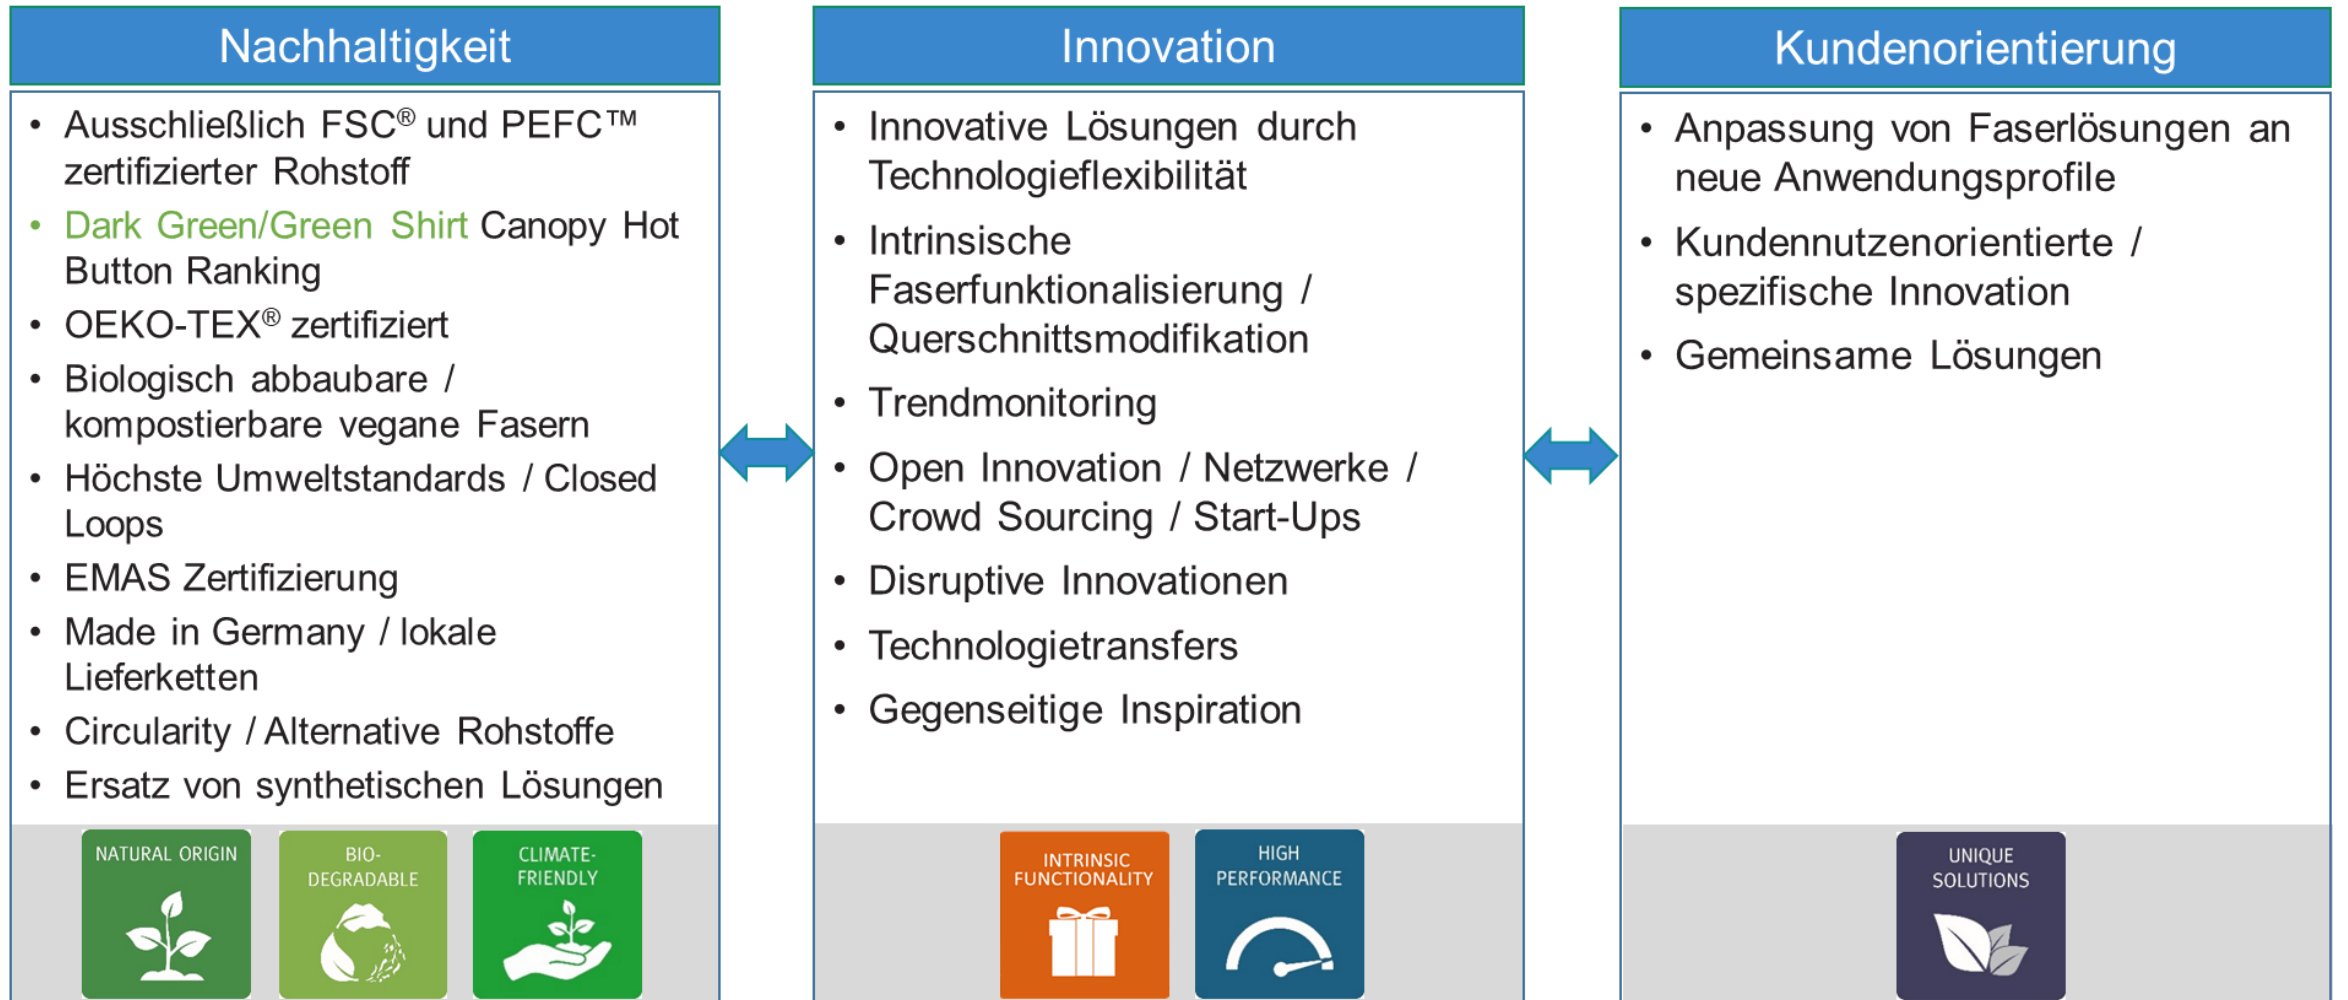 Nachhaltigkeit
• Ausschließlich FSC® und PEFC™
zertifizierter Rohstoff
• Dark Green/Green Shirt Canopy Hot
Button Ranking
• OEKO-TEX® zertifiziert
• Biologisch abbaubare /
kompostierbare vegane Fasern
• Höchste Umweltstandards / Closed
Loops
• EMAS Zertifizierung
• Made in Germany / lokale
Lieferketten
• Circularity / Alternative Rohstoffe
• Ersatz von synthetischen Lösungen
NATURAL ORIGIN
BIO-
DEGRADABLE
CLIMATE-
FRIENDLY
Innovation
• Innovative Lösungen durch
Technologieflexibilität
• Intrinsische
Faserfunktionalisierung /
Querschnittsmodifikation
• Trendmonitoring
• Open Innovation / Netzwerke /
Crowd Sourcing / Start-Ups
• Disruptive Innovationen
• Technologietransfers
• Gegenseitige Inspiration
INTRINSIC
FUNCTIONALITY
HIGH
PERFORMANCE
Kundenorientierung
• Anpassung von Faserlösungen an
neue Anwendungsprofile
• Kundennutzenorientierte /
spezifische Innovation
• Gemeinsame Lösungen
UNIQUE
SOLUTIONS